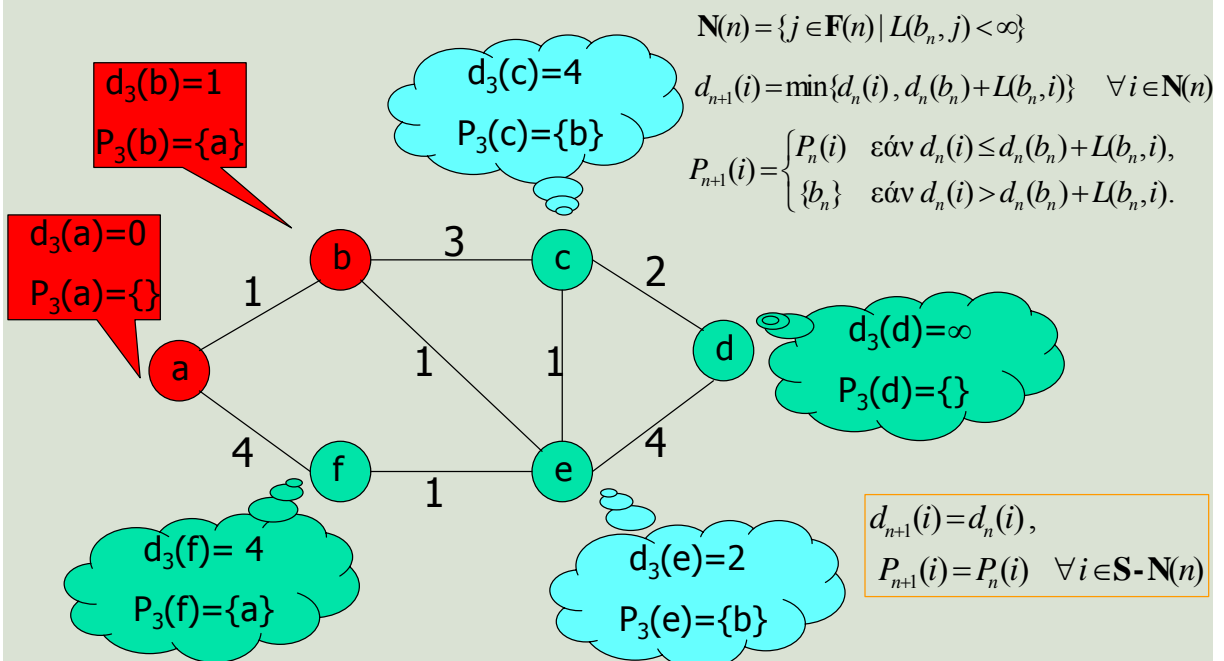 N(n) = {j ∈ F(n) | L(bₙ, j) < ∞}
dₙ₊₁(i) = min{dₙ(i), dₙ(bₙ) + L(bₙ, i)} ∀ i ∈ N(n)
Pₙ₊₁(i) = { Pₙ(i) εάν dₙ(i) ≤ dₙ(bₙ) + L(bₙ, i),
{bₙ} εάν dₙ(i) > dₙ(bₙ) + L(bₙ, i).
d₃(b)=1
P₃(b)={a}
d₃(c)=4
P₃(c)={b}
d₃(a)=0
P₃(a)={}
b
3
c
2
1
d₃(d)=∞
P₃(d)={}
a
1
1
d
4
f
1
e
4
d₃(f)= 4
P₃(f)={a}
d₃(e)=2
P₃(e)={b}
dₙ₊₁(i) = dₙ(i),
Pₙ₊₁(i) = Pₙ(i) ∀ i ∈ S - N(n)